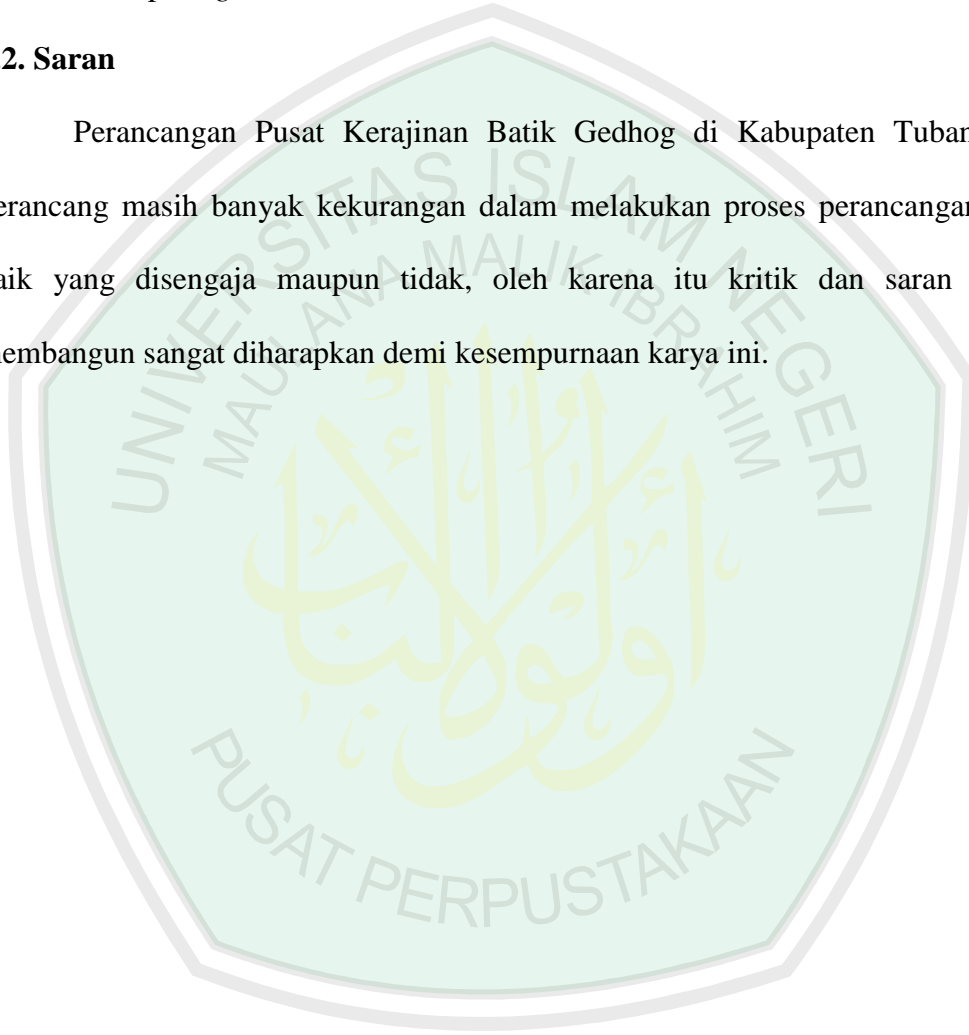 .2. Saran
Perancangan Pusat Kerajinan Batik Gedhog di Kabupaten Tuban
erancang masih banyak kekurangan dalam melakukan proses perancangan
aik yang disengaja maupun tidak, oleh karena itu kritik dan saran
embangun sangat diharapkan demi kesempurnaan karya ini.
UNIVERSITAS ISLAM NEGERI
MAULANA MALIK IBRAHIM
أولوا الألباب
PUSAT PERPUSTAKAAN